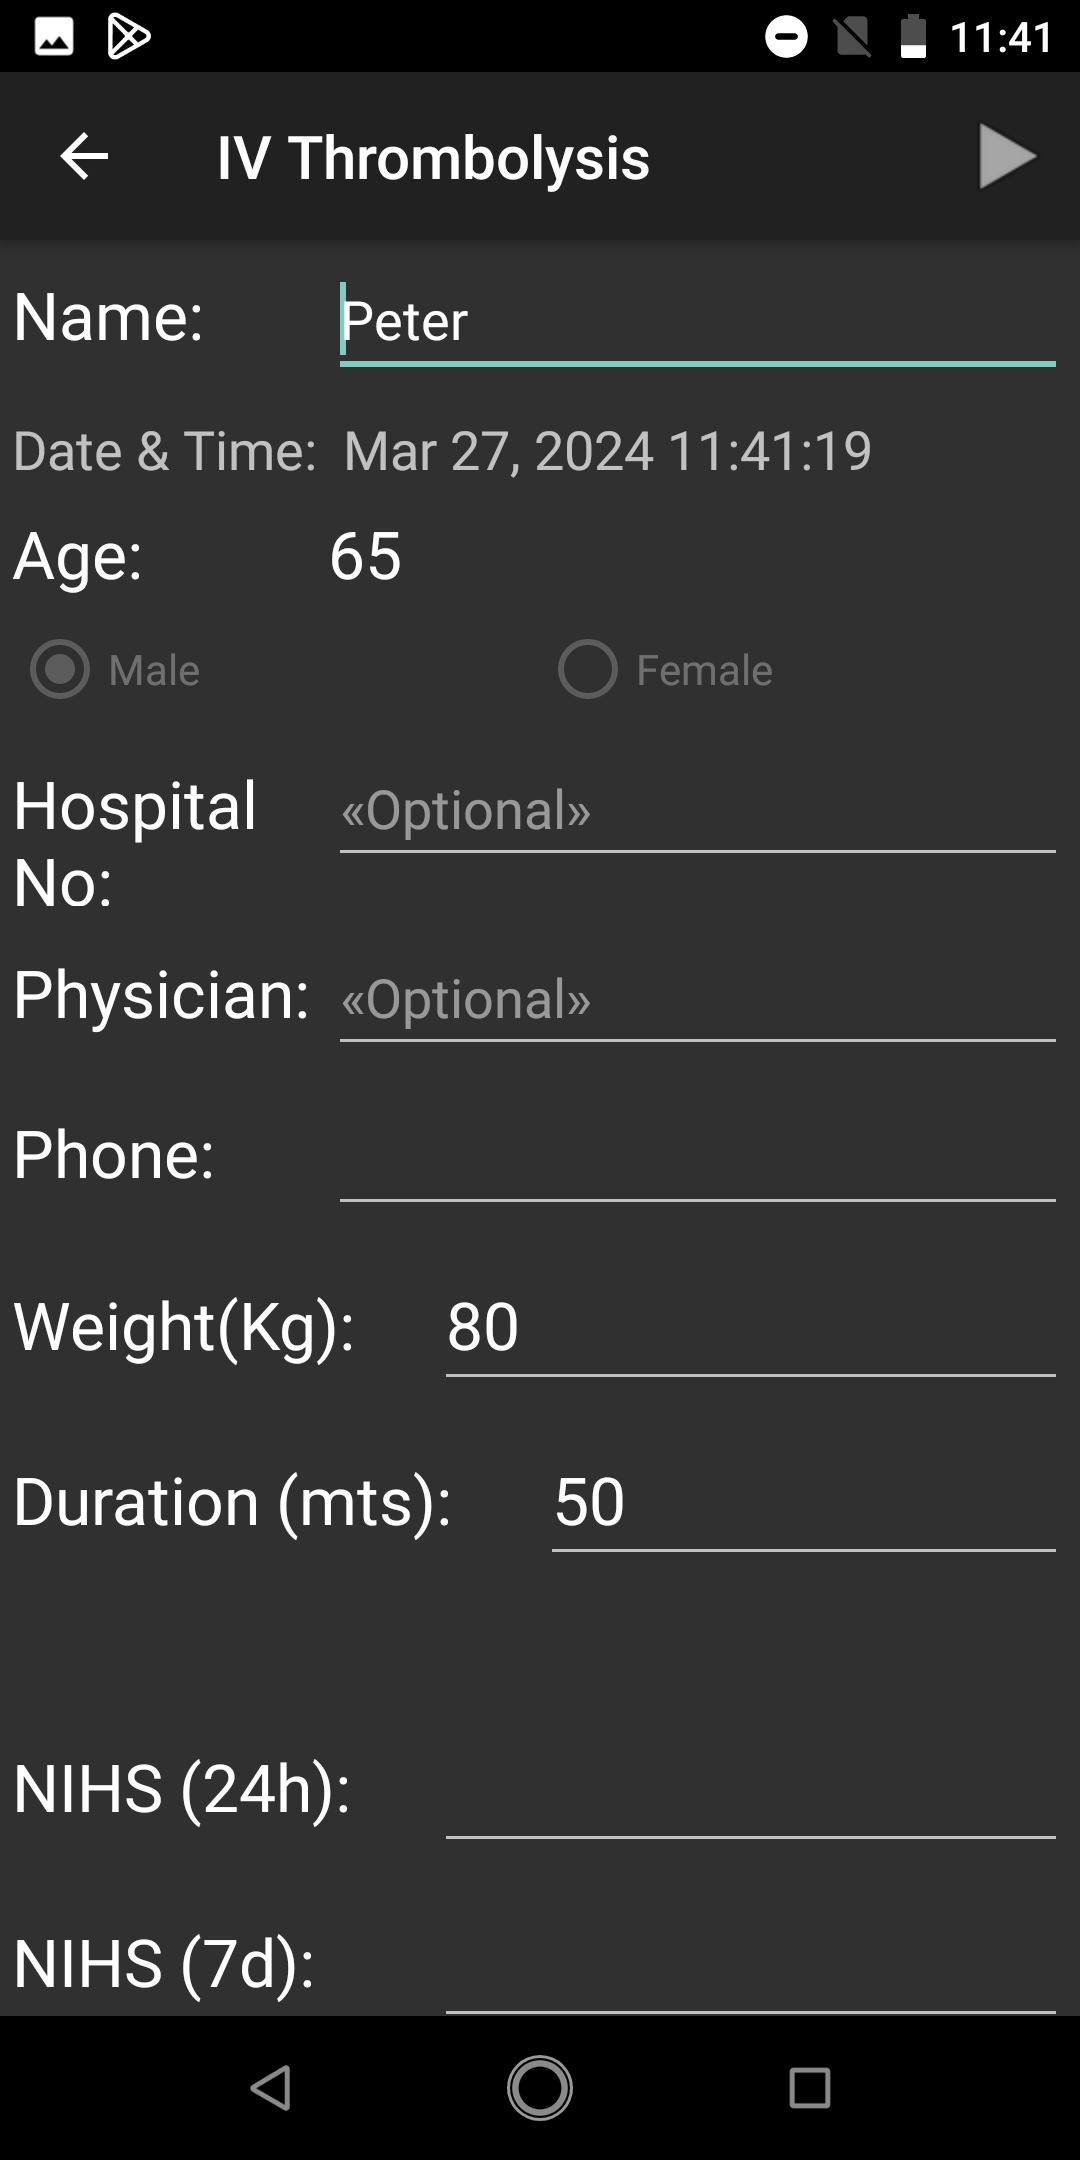 11:41
IV Thrombolysis
Name: Peter
Date & Time: Mar 27, 2024 11:41:19
Age: 65
Male Female
Hospital No: «Optional»
Physician: «Optional»
Phone:
Weight(Kg): 80
Duration (mts): 50
NIHS (24h):
NIHS (7d):